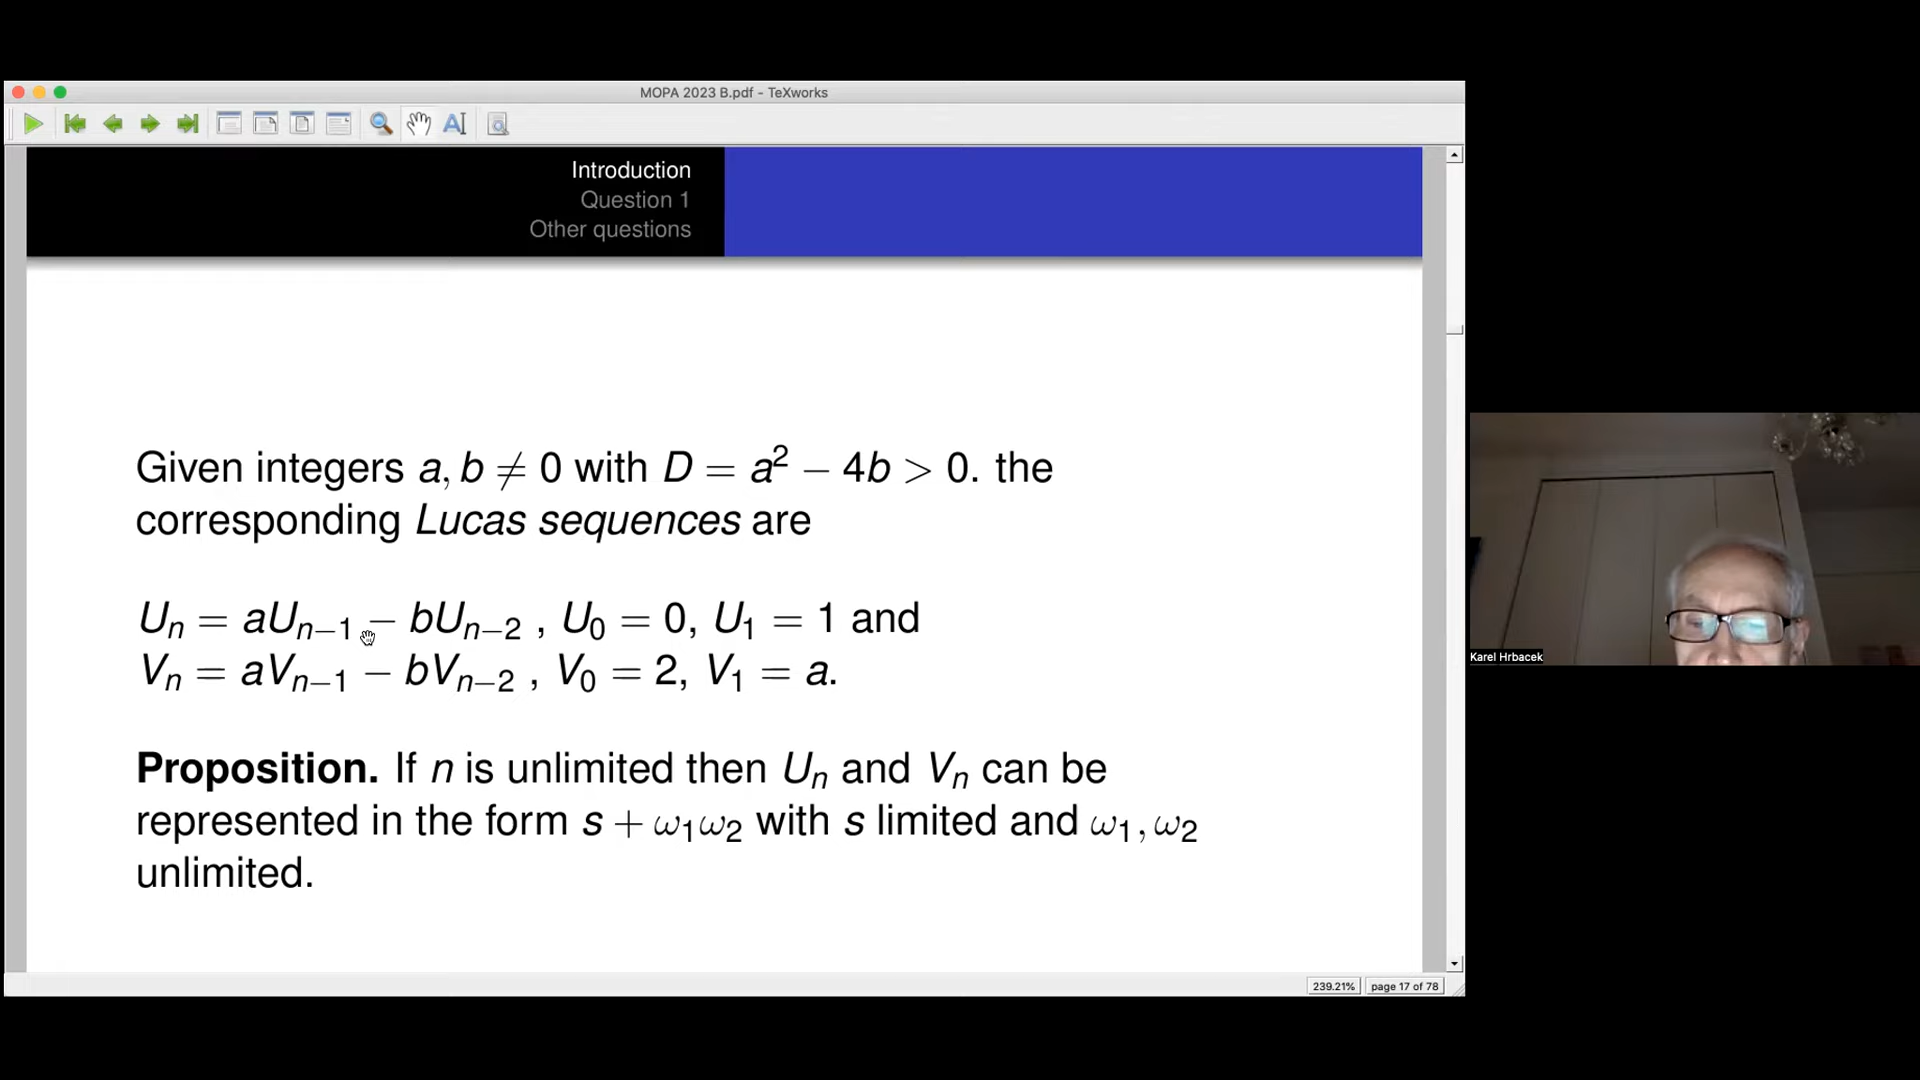 MOPA 2023 B.pdf - TeXworks
Introduction
Question 1
Other questions
Given integers a, b ≠ 0 with D = a² − 4b > 0. the
corresponding Lucas sequences are
Uₙ = aUₙ₋₁ − bUₙ₋₂ , U₀ = 0, U₁ = 1 and
Vₙ = aVₙ₋₁ − bVₙ₋₂ , V₀ = 2, V₁ = a.
Proposition. If n is unlimited then Uₙ and Vₙ can be
represented in the form s + ω₁ω₂ with s limited and ω₁, ω₂
unlimited.
Karel Hrbacek
239.21% page 17 of 78